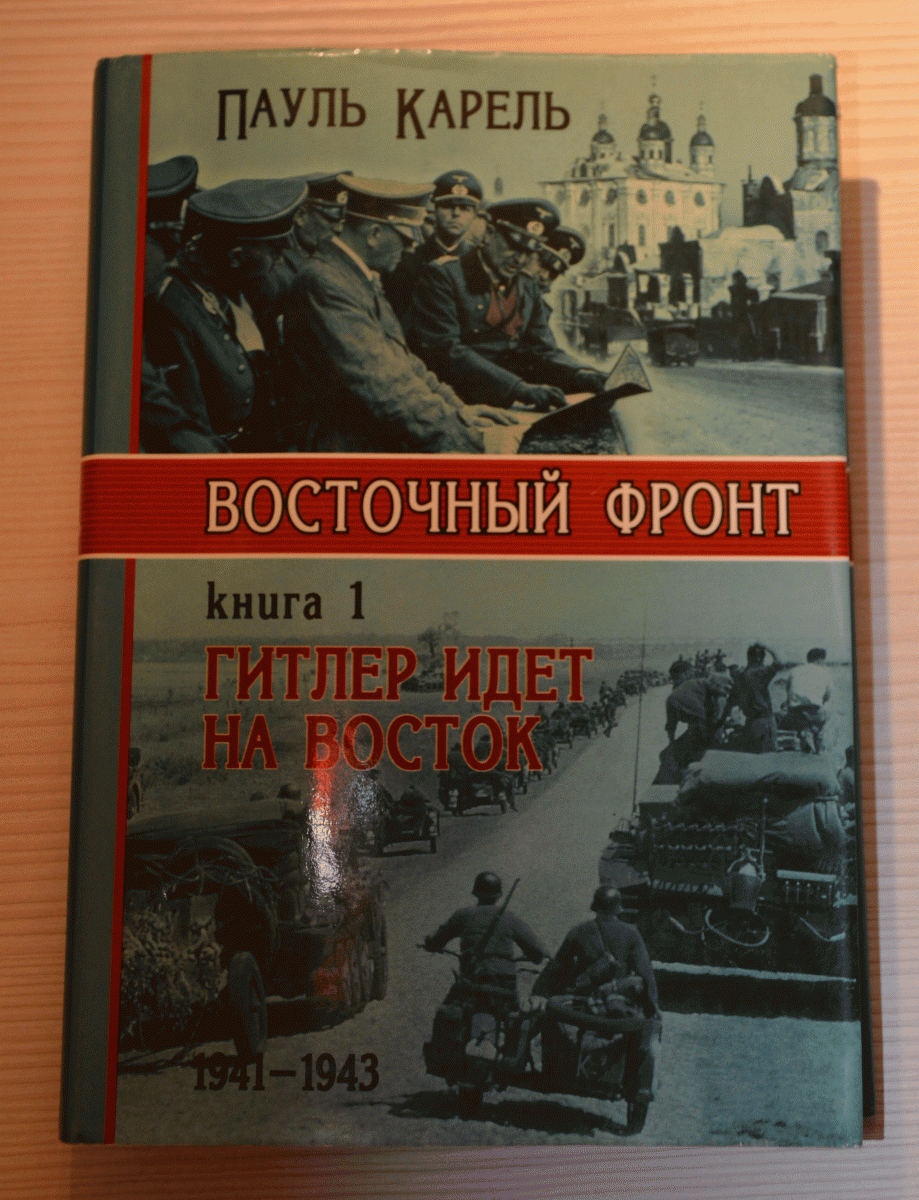 ПАУЛЬ КАРЕЛЬ
ВОСТОЧНЫЙ ФРОНТ
книга 1
ГИТЛЕР ИДЕТ
НА ВОСТОК
1941–1943